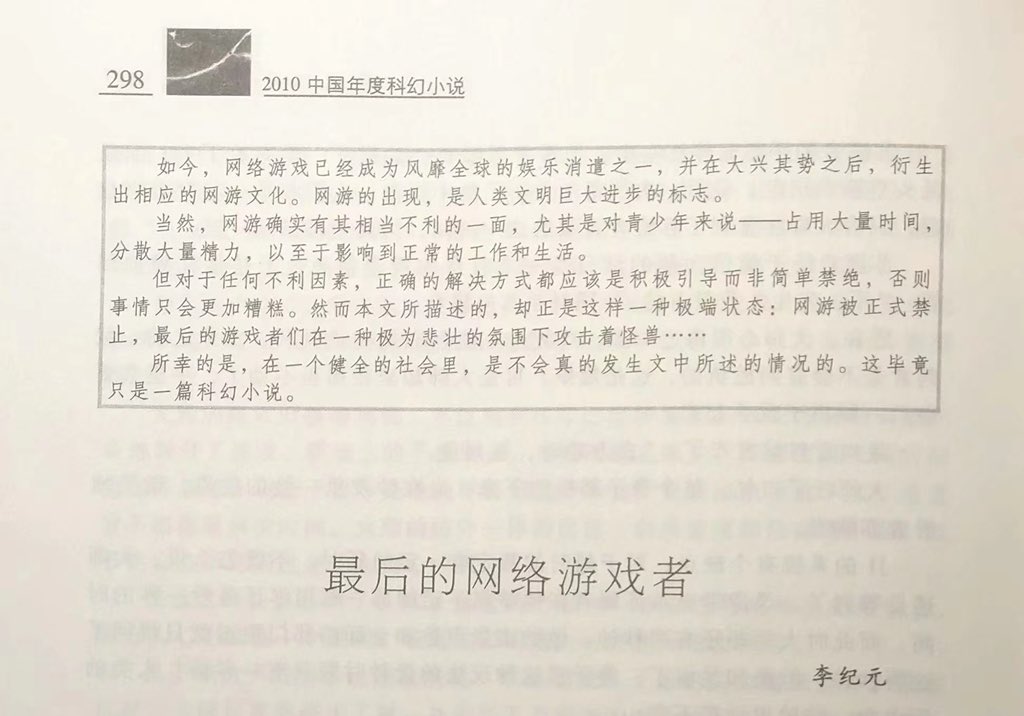 298
2010 中国年度科幻小说
如今，网络游戏已经成为风靡全球的娱乐消遣之一，并在大兴其势之后，衍生
出相应的网游文化。网游的出现，是人类文明巨大进步的标志。
当然，网游确实有其相当不利的一面，尤其是对青少年来说——占用大量时间，
分散大量精力，以至于影响到正常的工作和生活。
但对于任何不利因素，正确的解决方式都应该是积极引导而非简单禁绝，否则
事情只会更加糟糕。然而本文所描述的，却正是这样一种极端状态：网游被正式禁
止，最后的游戏者们在一种极为悲壮的氛围下攻击着怪兽……
所幸的是，在一个健全的社会里，是不会真的发生文中所述的情况的。这毕竟
只是一篇科幻小说。
最后的网络游戏者
李纪元